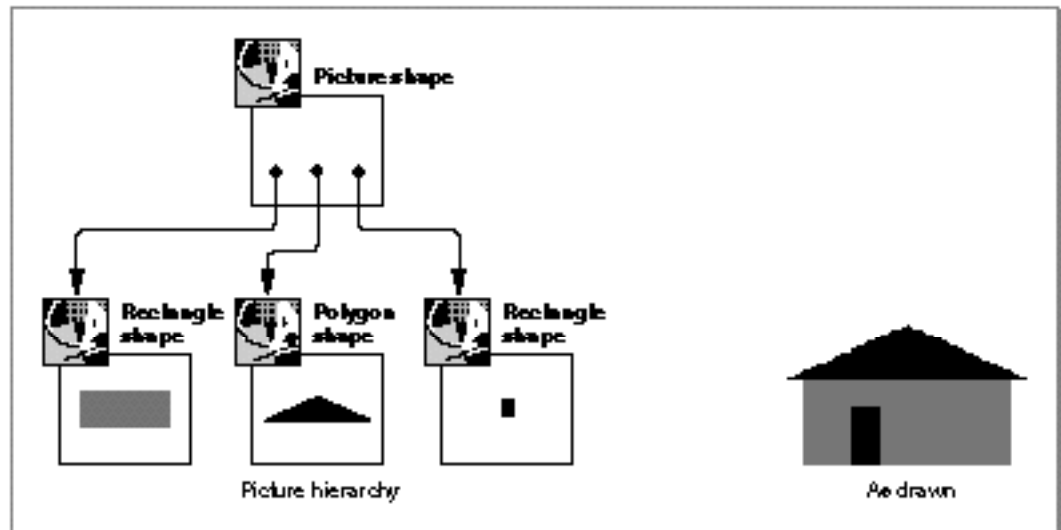 Picture shape
Rectangle
shape
Polygon
shape
Rectangle
shape
Picture hierarchy
As drawn